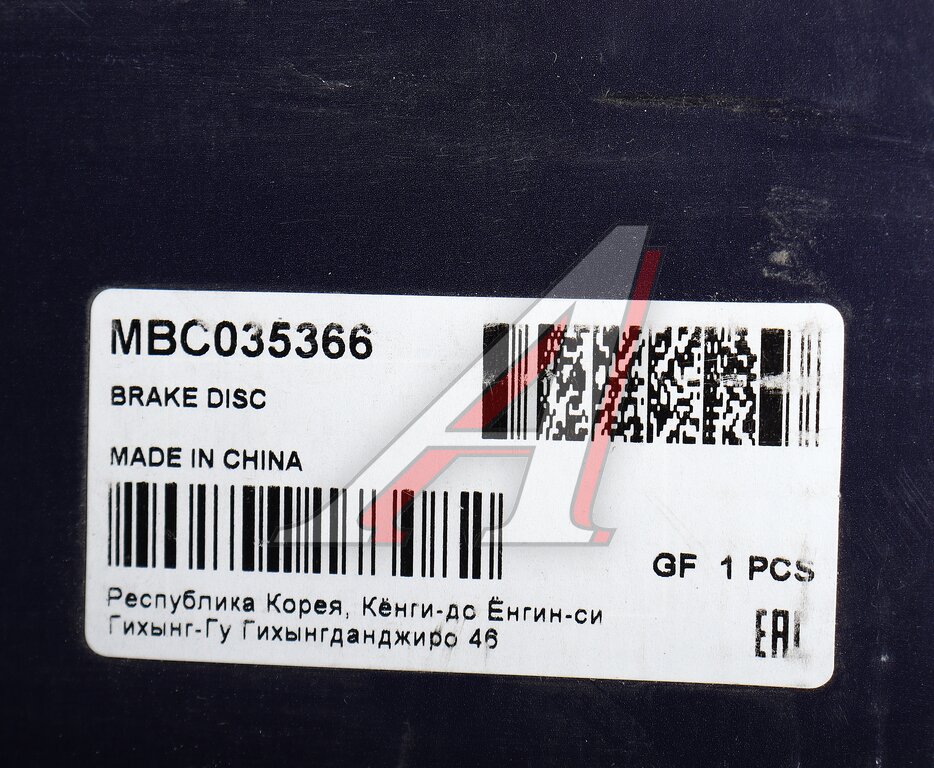 MBC035366
BRAKE DISC
MADE IN CHINA
GF 1 PCS
Республика Корея, Кёнги-до Ёнгин-си
Гихынг-Гу Гихынгданджиро 46
EAC